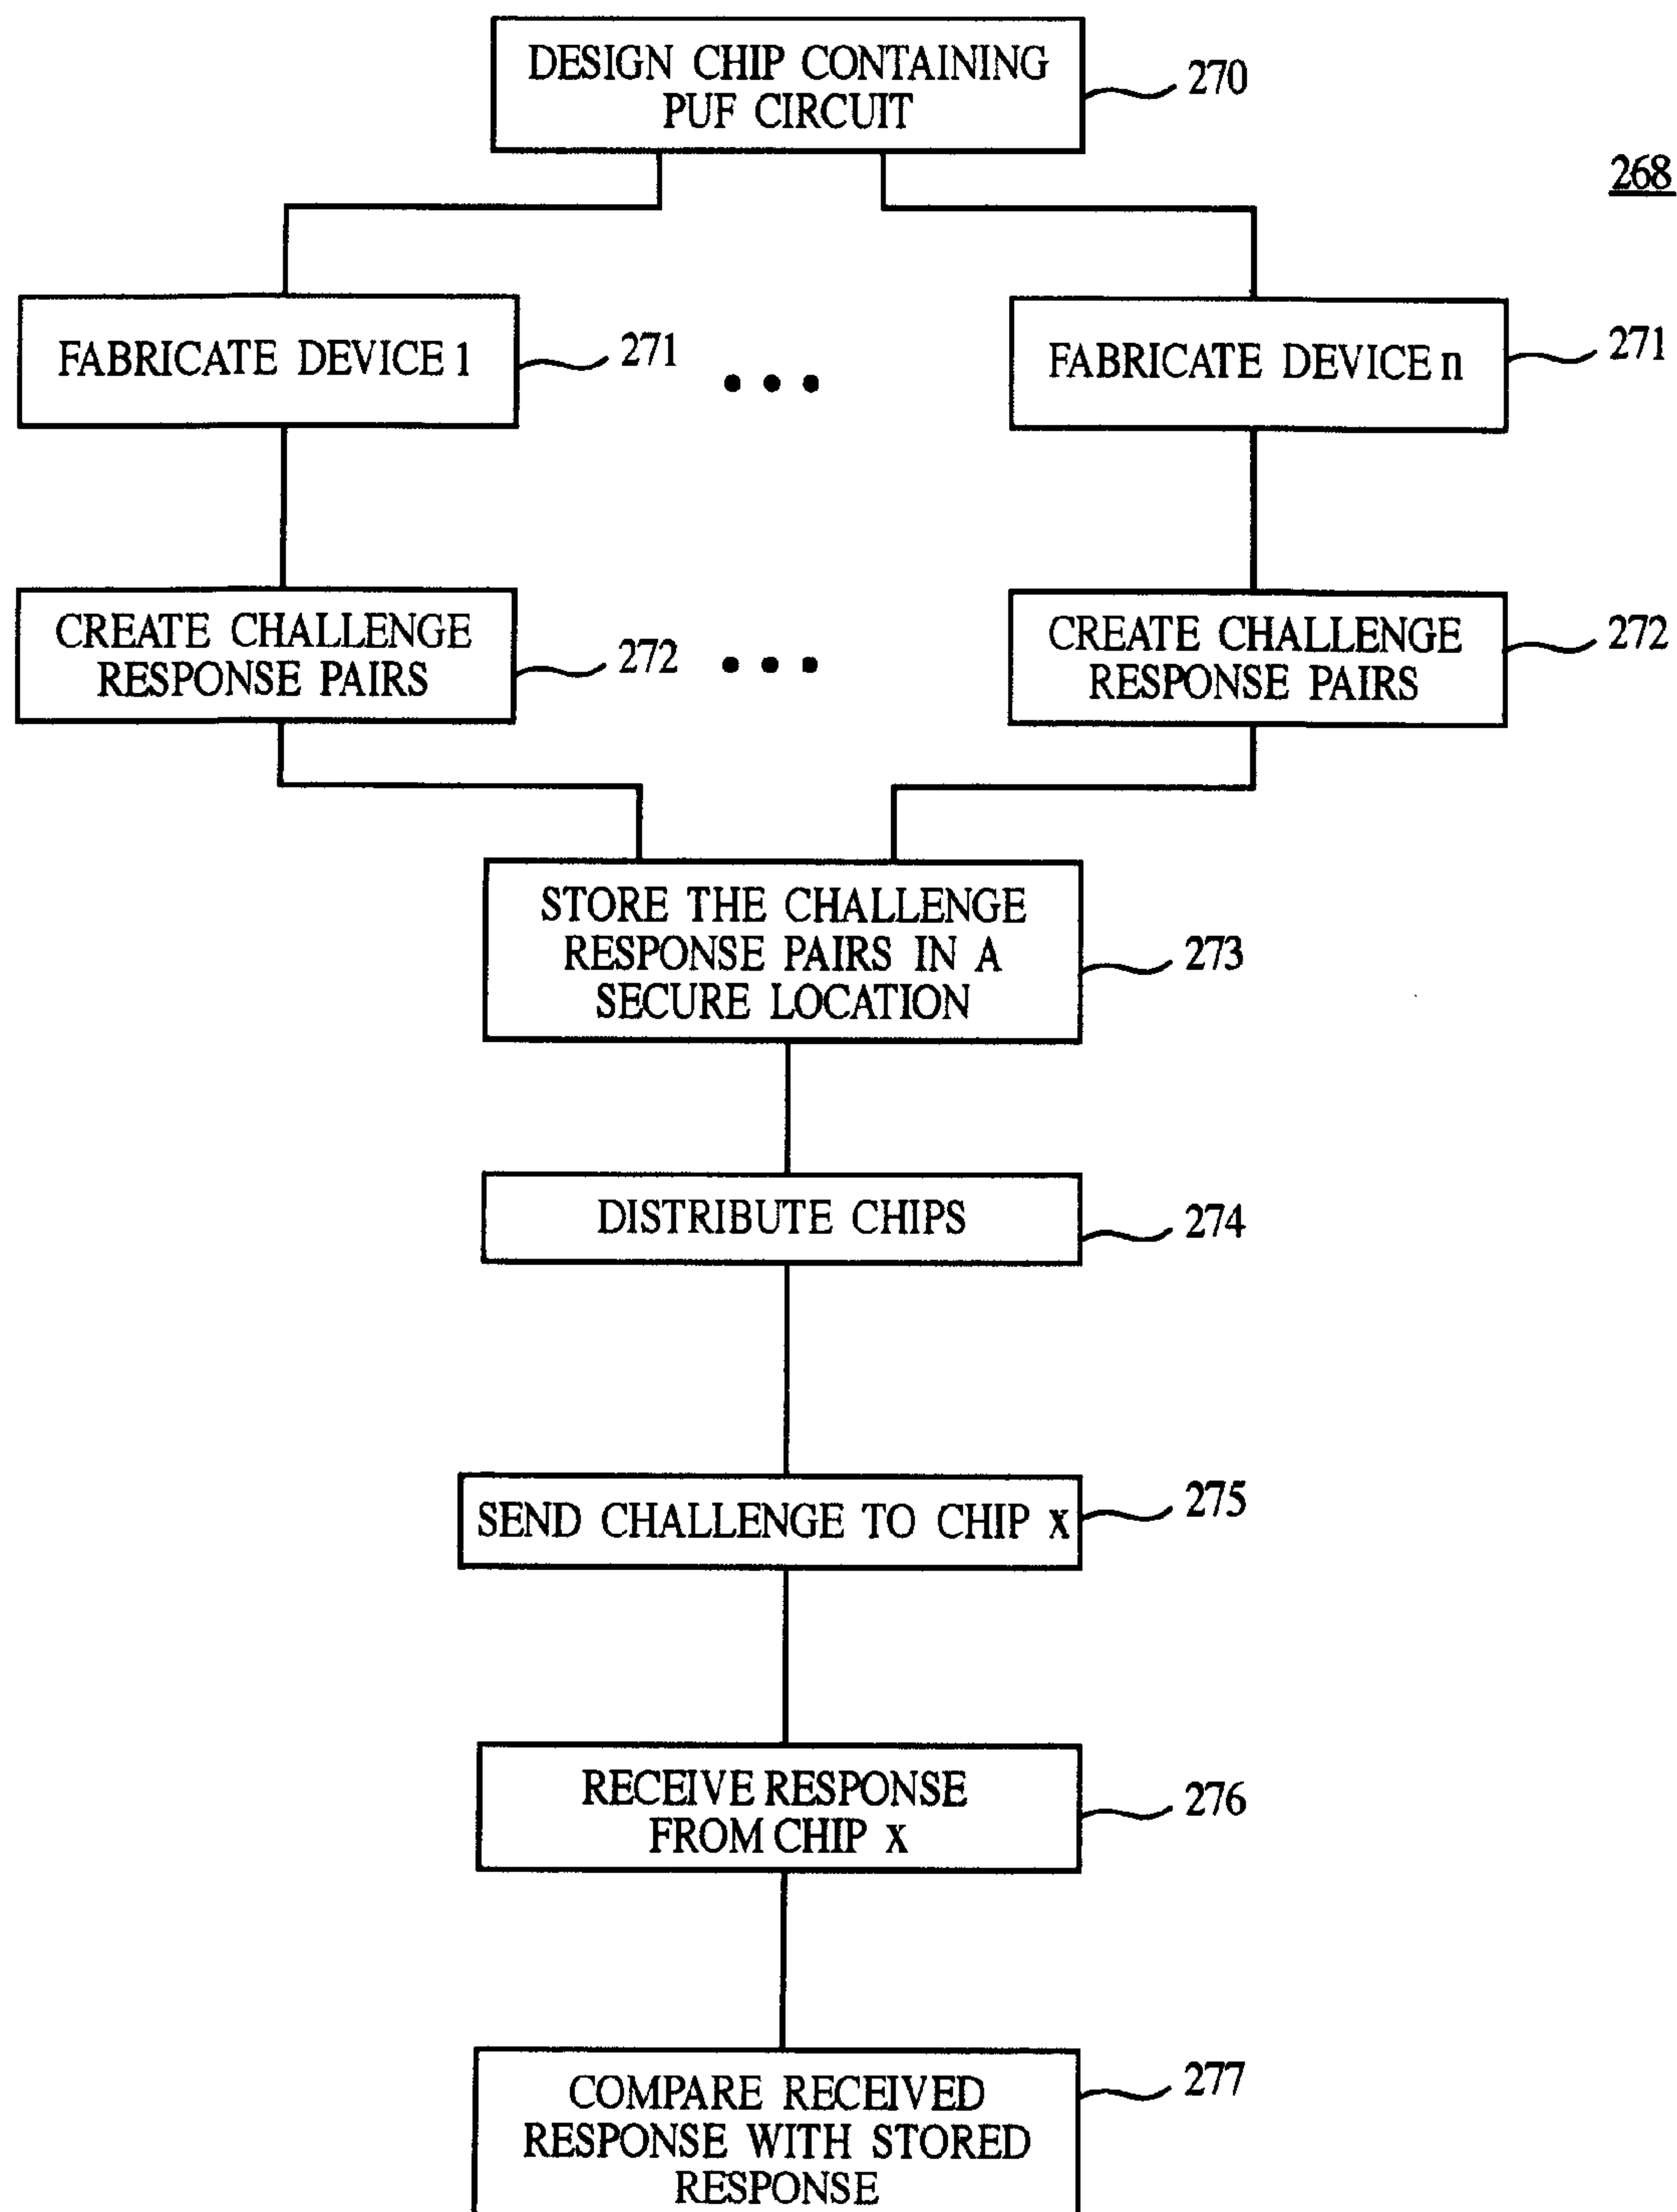 DESIGN CHIP CONTAINING
PUF CIRCUIT
270
268
FABRICATE DEVICE 1
271
FABRICATE DEVICE n
271
CREATE CHALLENGE
RESPONSE PAIRS
272
CREATE CHALLENGE
RESPONSE PAIRS
272
STORE THE CHALLENGE
RESPONSE PAIRS IN A
SECURE LOCATION
273
DISTRIBUTE CHIPS
274
SEND CHALLENGE TO CHIP X
275
RECEIVE RESPONSE
FROM CHIP X
276
COMPARE RECEIVED
RESPONSE WITH STORED
RESPONSE
277